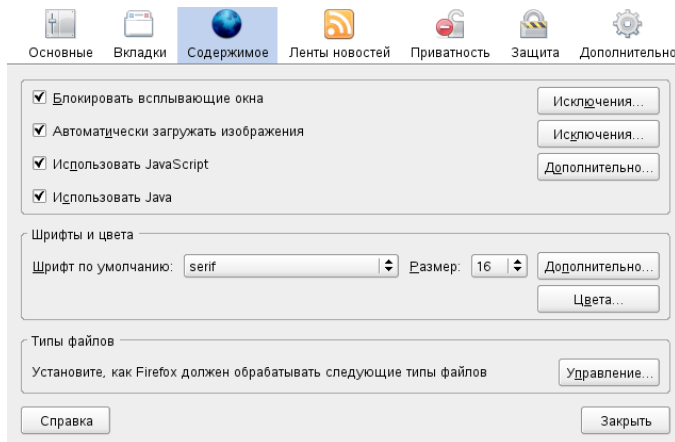 Основные Вкладки Содержимое Ленты новостей Приватность Защита Дополнительно
Блокировать всплывающие окна Исключения...
Автоматически загружать изображения Исключения...
Использовать JavaScript Дополнительно...
Использовать Java
Шрифты и цвета
Шрифт по умолчанию: serif Размер: 16 Дополнительно...
Цвета...
Типы файлов
Установите, как Firefox должен обрабатывать следующие типы файлов Управление...
Справка Закрыть